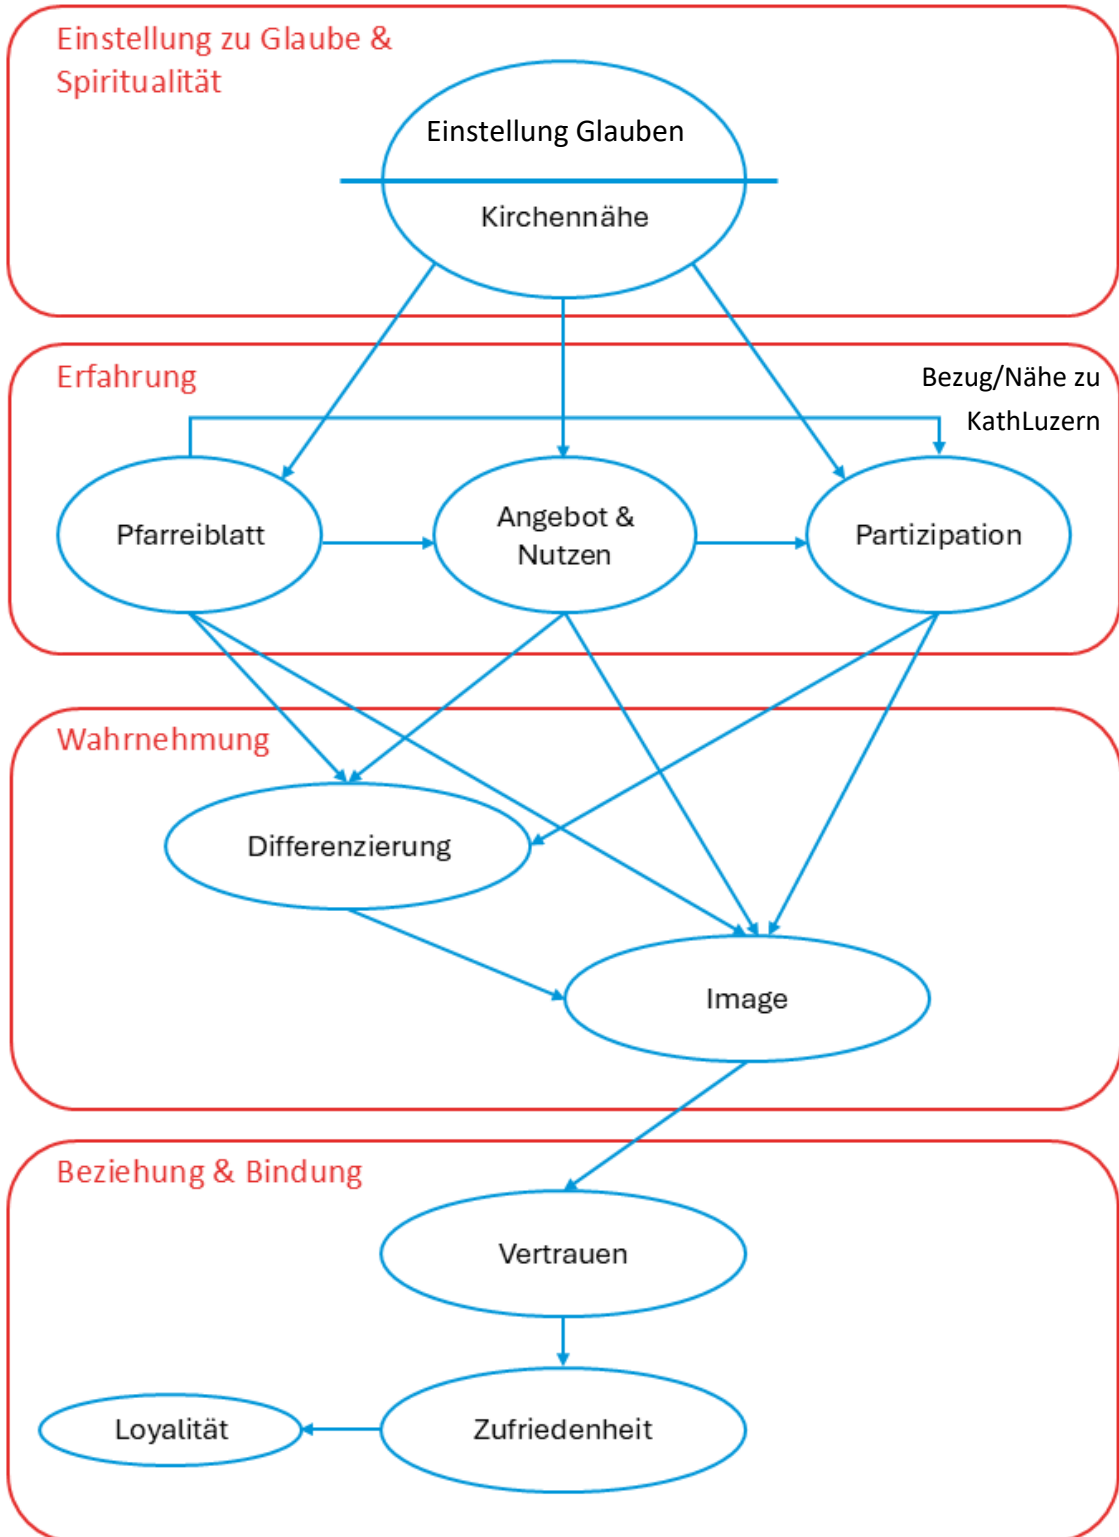 Einstellung zu Glaube &
Spiritualität
Einstellung Glauben
Kirchennähe
Erfahrung
Bezug/Nähe zu
KathLuzern
Pfarreiblatt
Angebot &
Nutzen
Partizipation
Wahrnehmung
Differenzierung
Image
Beziehung & Bindung
Vertrauen
Loyalität
Zufriedenheit